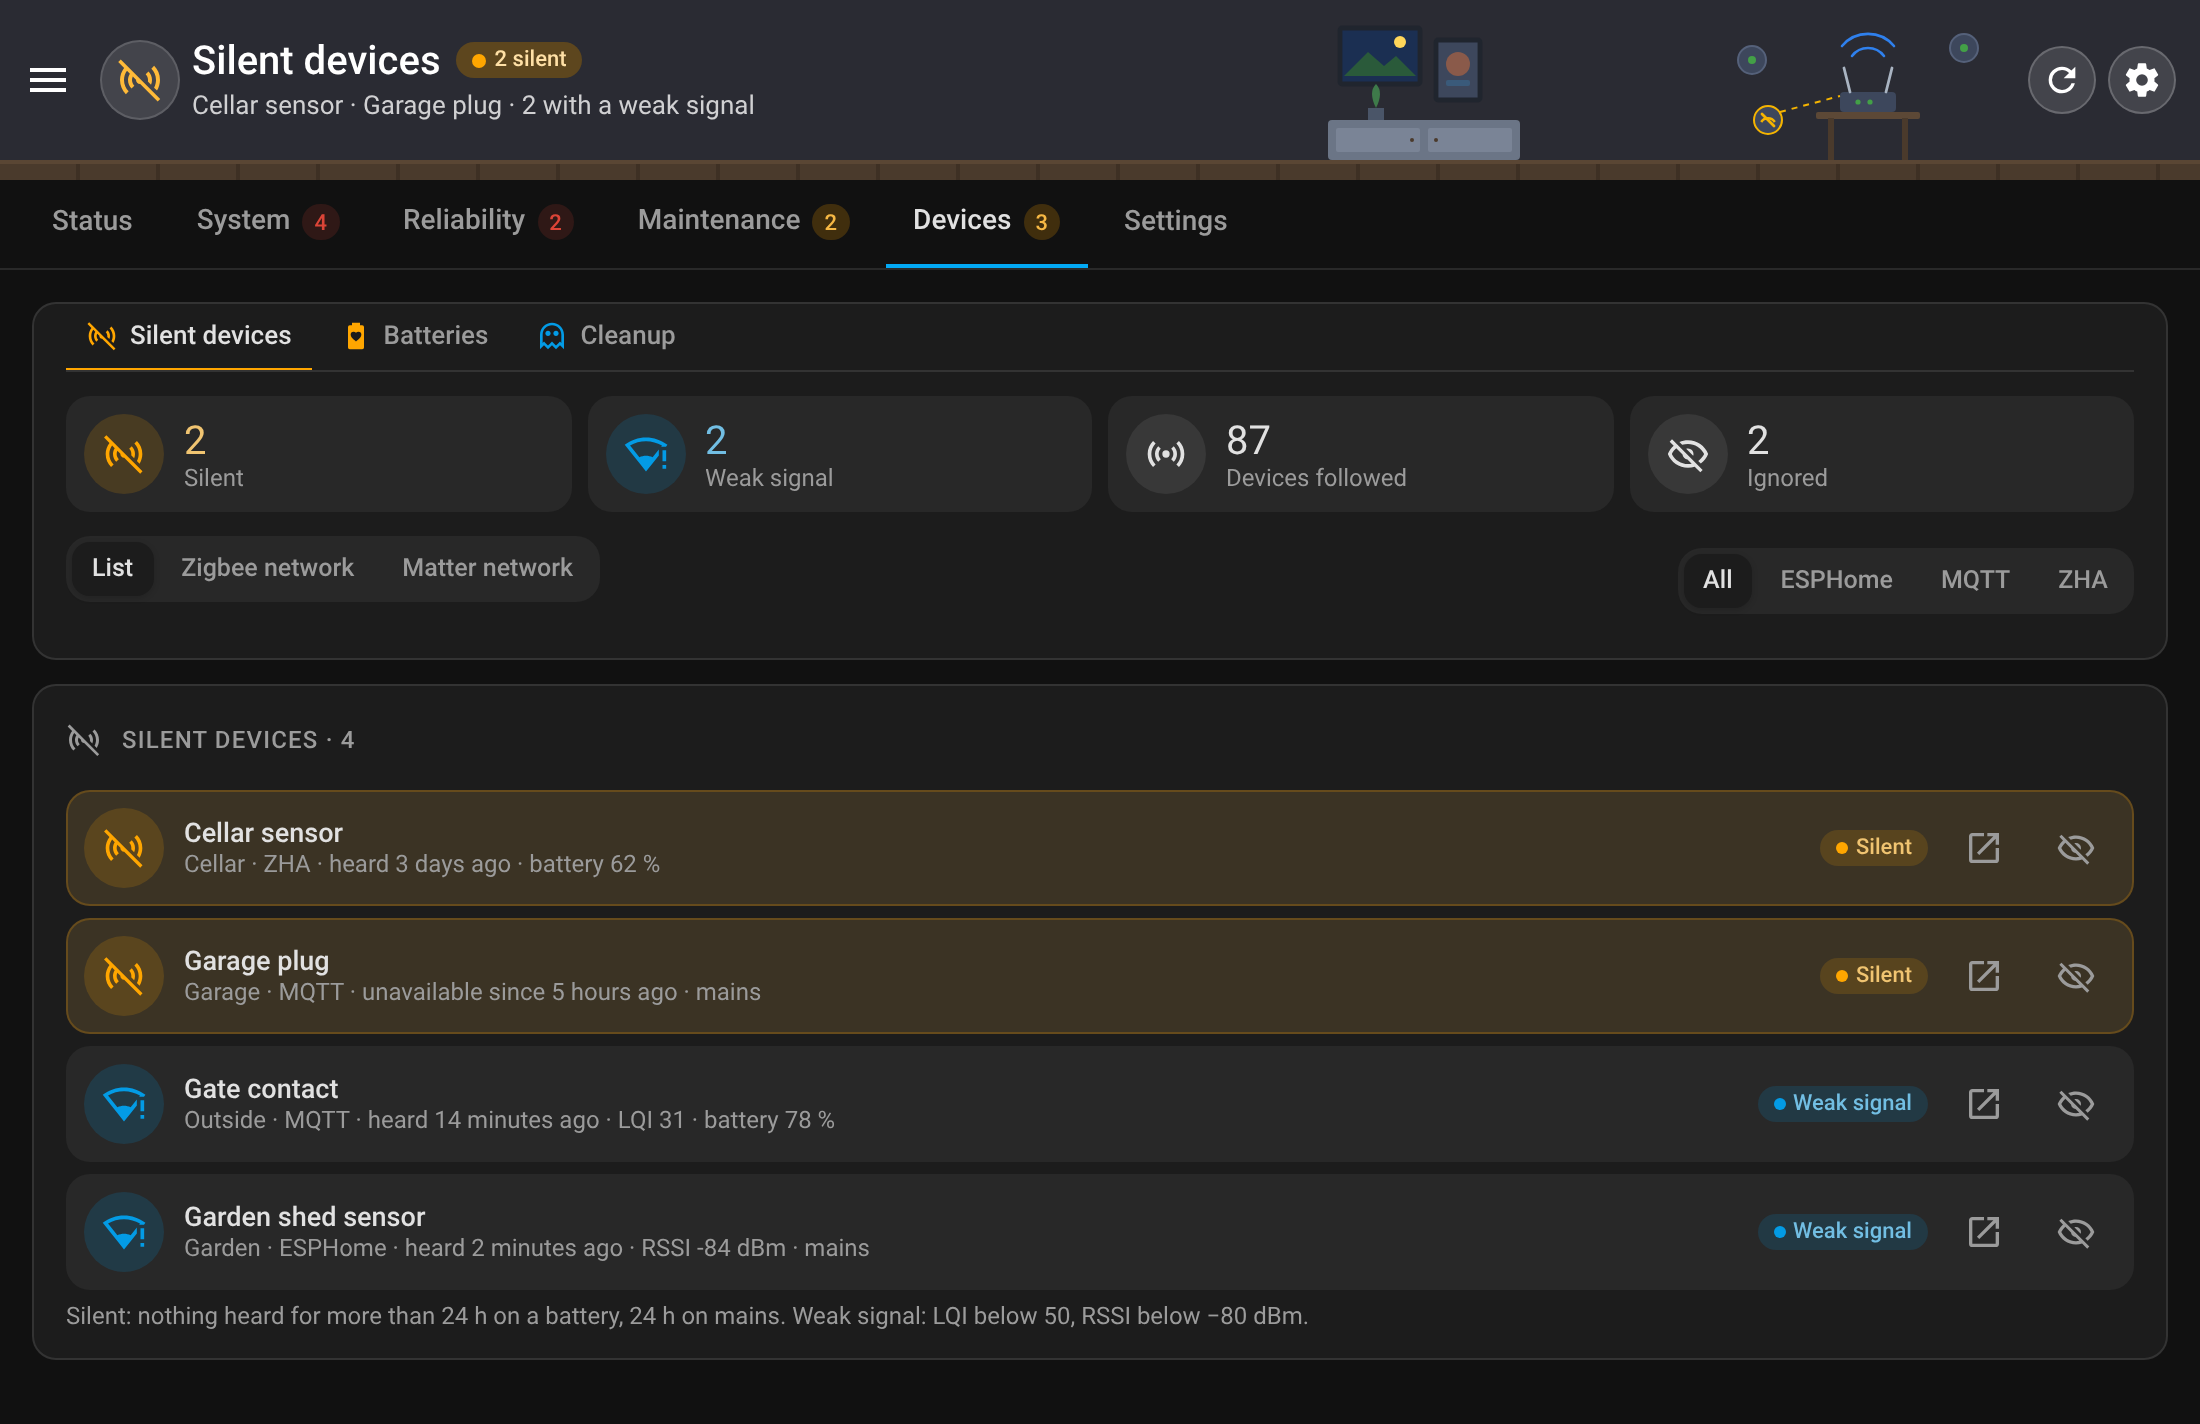 Silent devices
2 silent
Cellar sensor · Garage plug · 2 with a weak signal
Status
System 4
Reliability 2
Maintenance 2
Devices 3
Settings
Silent devices
Batteries
Cleanup
2
Silent
2
Weak signal
87
Devices followed
2
Ignored
List
Zigbee network
Matter network
All
ESPHome
MQTT
ZHA
SILENT DEVICES · 4
Cellar sensor
Cellar · ZHA · heard 3 days ago · battery 62 %
Silent
Garage plug
Garage · MQTT · unavailable since 5 hours ago · mains
Silent
Gate contact
Outside · MQTT · heard 14 minutes ago · LQI 31 · battery 78 %
Weak signal
Garden shed sensor
Garden · ESPHome · heard 2 minutes ago · RSSI -84 dBm · mains
Weak signal
Silent: nothing heard for more than 24 h on a battery, 24 h on mains. Weak signal: LQI below 50, RSSI below −80 dBm.